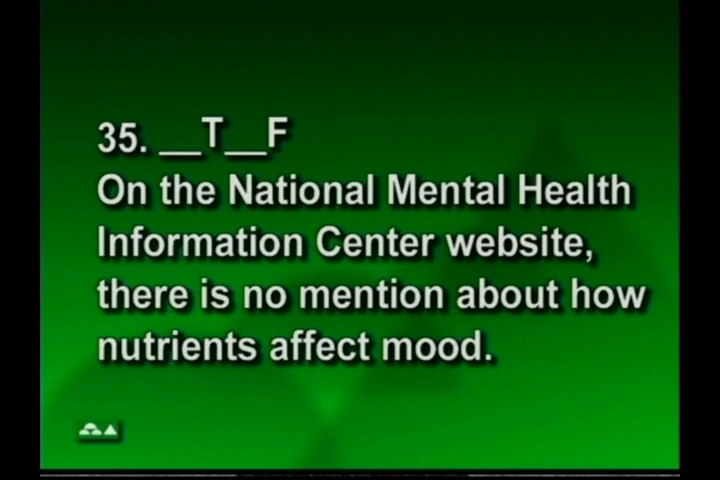 35. __T__F
On the National Mental Health
Information Center website,
there is no mention about how
nutrients affect mood.